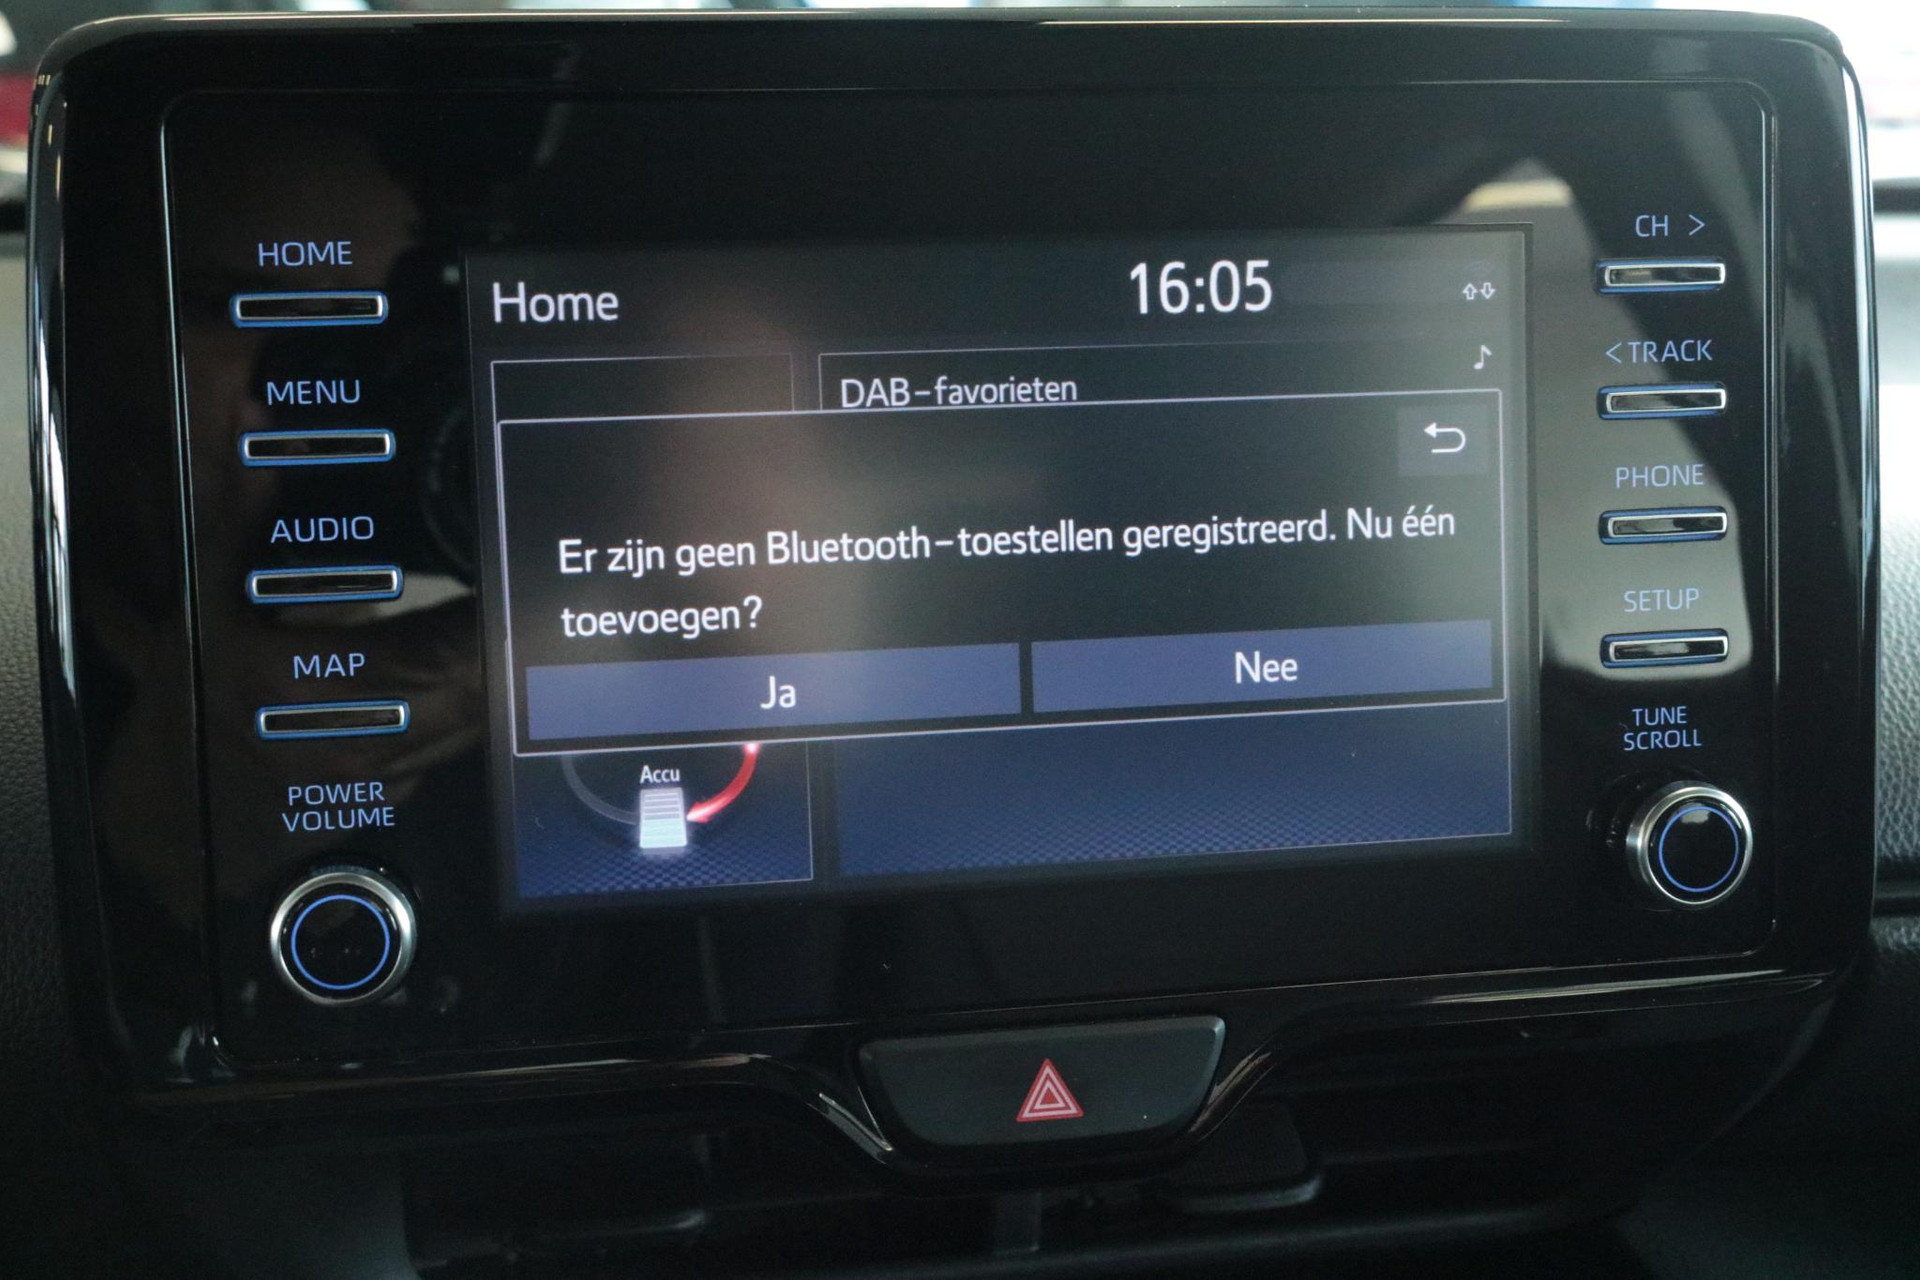 HOME
MENU
AUDIO
MAP
POWER
VOLUME
Home
16:05
DAB-favorieten
Er zijn geen Bluetooth-toestellen geregistreerd. Nu één
toevoegen?
Ja
Nee
Accu
CH >
< TRACK
PHONE
SETUP
TUNE
SCROLL